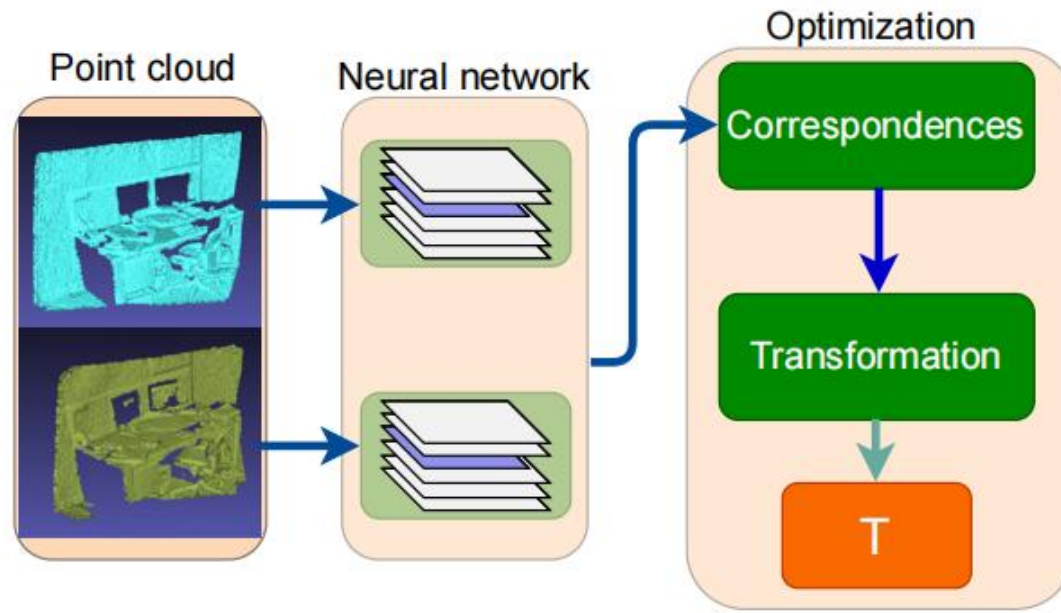 Point cloud
Neural network
Optimization
Correspondences
Transformation
T